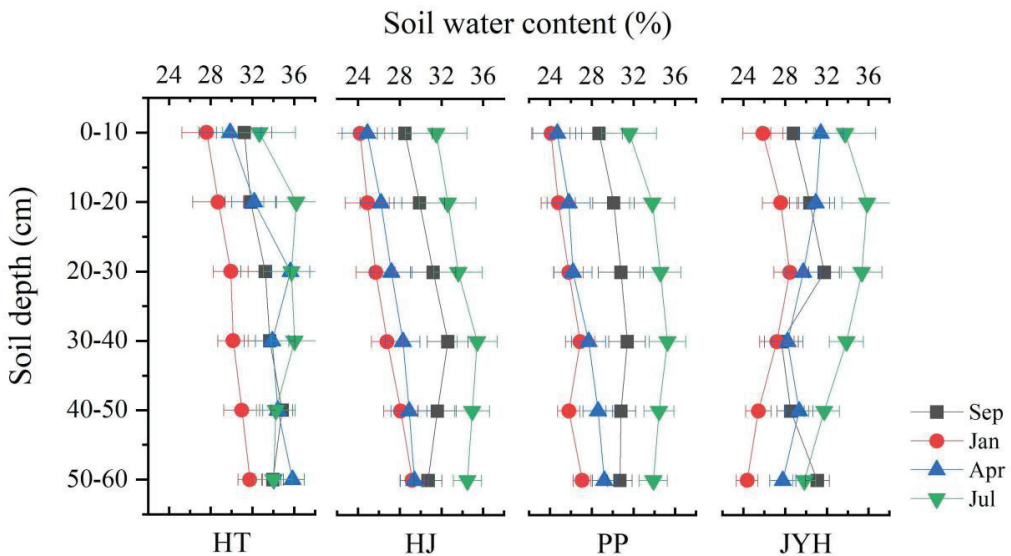 Soil water content (%)
24 28 32 36 24 28 32 36 24 28 32 36 24 28 32 36
Soil depth (cm)
0-10
10-20
20-30
30-40
40-50
50-60
Sep
Jan
Apr
Jul
HT HJ PP JYH